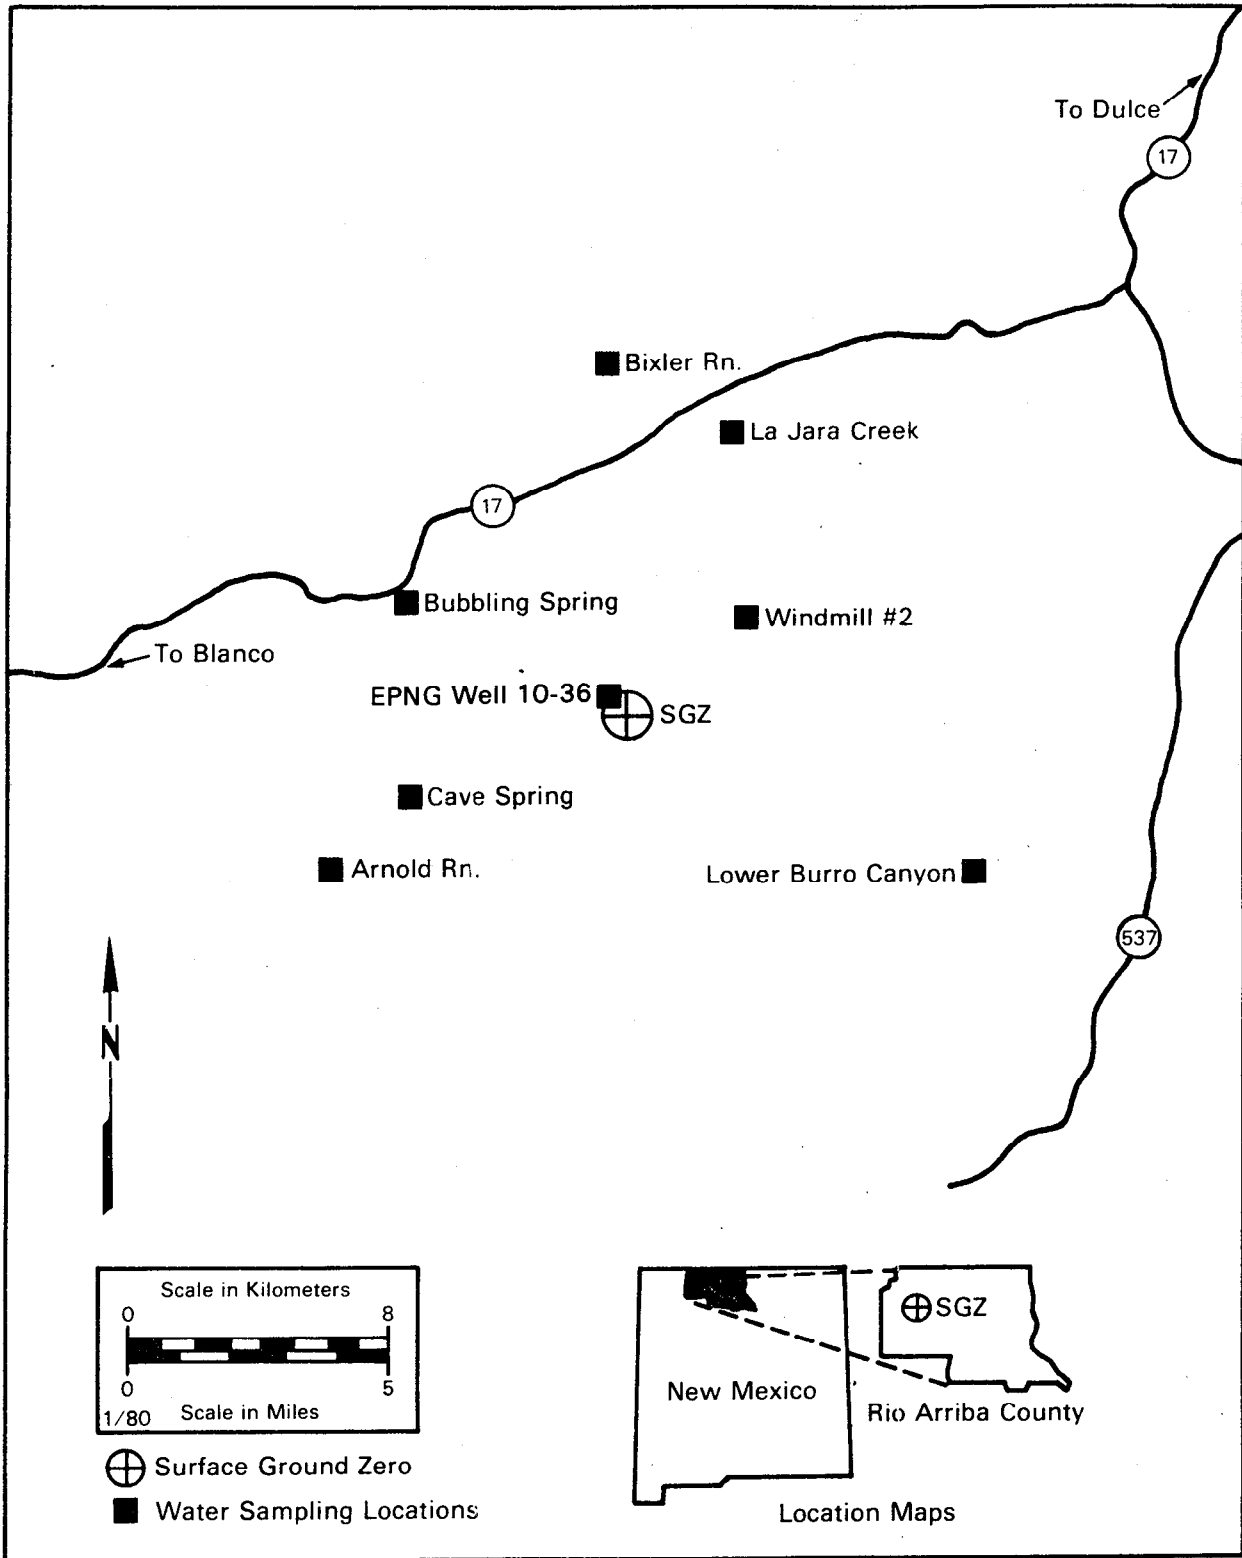 To Dulce
17
Bixler Rn.
La Jara Creek
17
Bubbling Spring
Windmill #2
To Blanco
EPNG Well 10-36
SGZ
Cave Spring
Arnold Rn.
Lower Burro Canyon
537
N
Scale in Kilometers
0 8
0 5
1/80 Scale in Miles
Surface Ground Zero
Water Sampling Locations
SGZ
New Mexico
Rio Arriba County
Location Maps